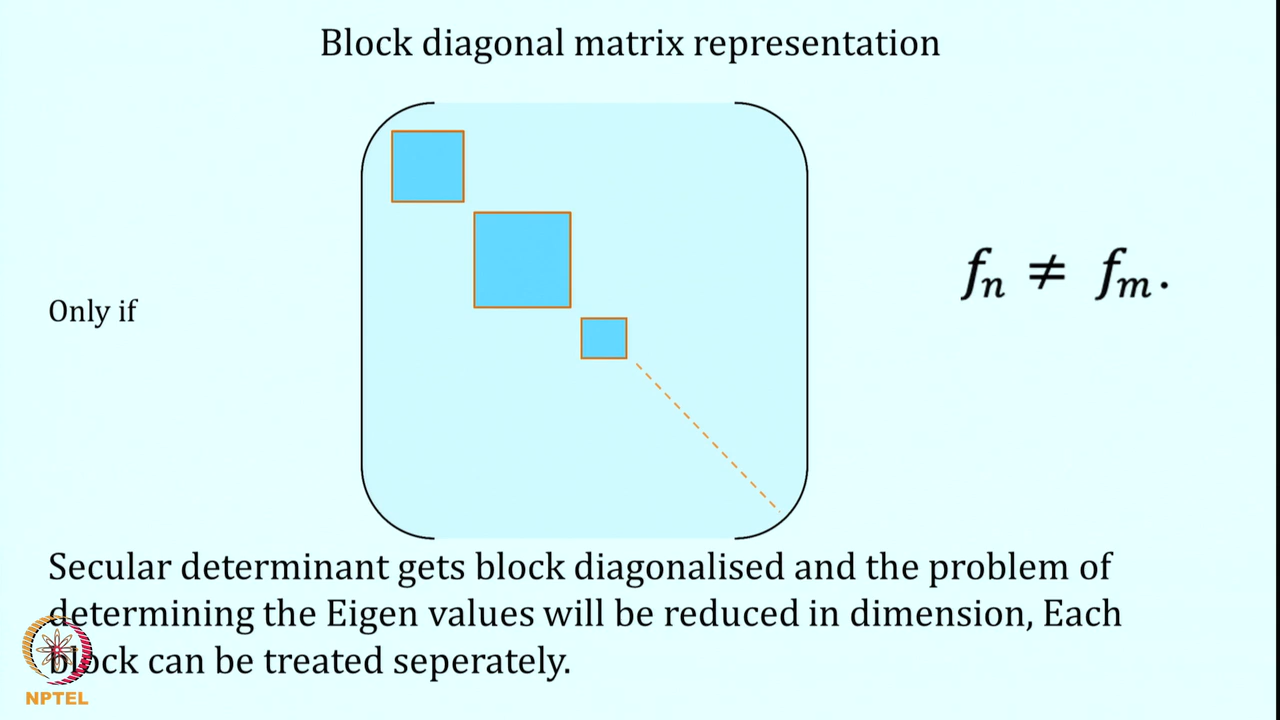 Block diagonal matrix representation
Only if
fₙ ≠ fₘ.
Secular determinant gets block diagonalised and the problem of
determining the Eigen values will be reduced in dimension, Each
block can be treated seperately.
NPTEL